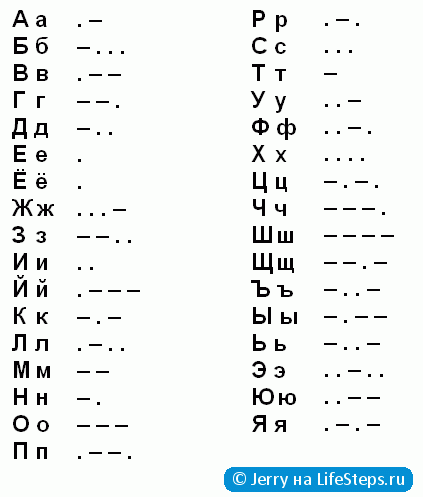 А а . –
Б б – . . .
В в . – –
Г г – – .
Д д – . .
Е е .
Ё ё .
Ж ж . . . –
З з – – . .
И и . .
Й й . – – –
К к – . –
Л л . – . .
М м – –
Н н – .
О о – – –
П п . – – .
Р р . – .
С с . . .
Т т –
У у . . –
Ф ф . . – .
Х х . . . .
Ц ц – . – .
Ч ч – – – .
Ш ш – – – –
Щ щ – – . –
Ъ ъ – . . –
Ы ы – . – –
Ь ь – . . –
Э э . . – . .
Ю ю . . – –
Я я . – . –
© Jerry на LifeSteps.ru